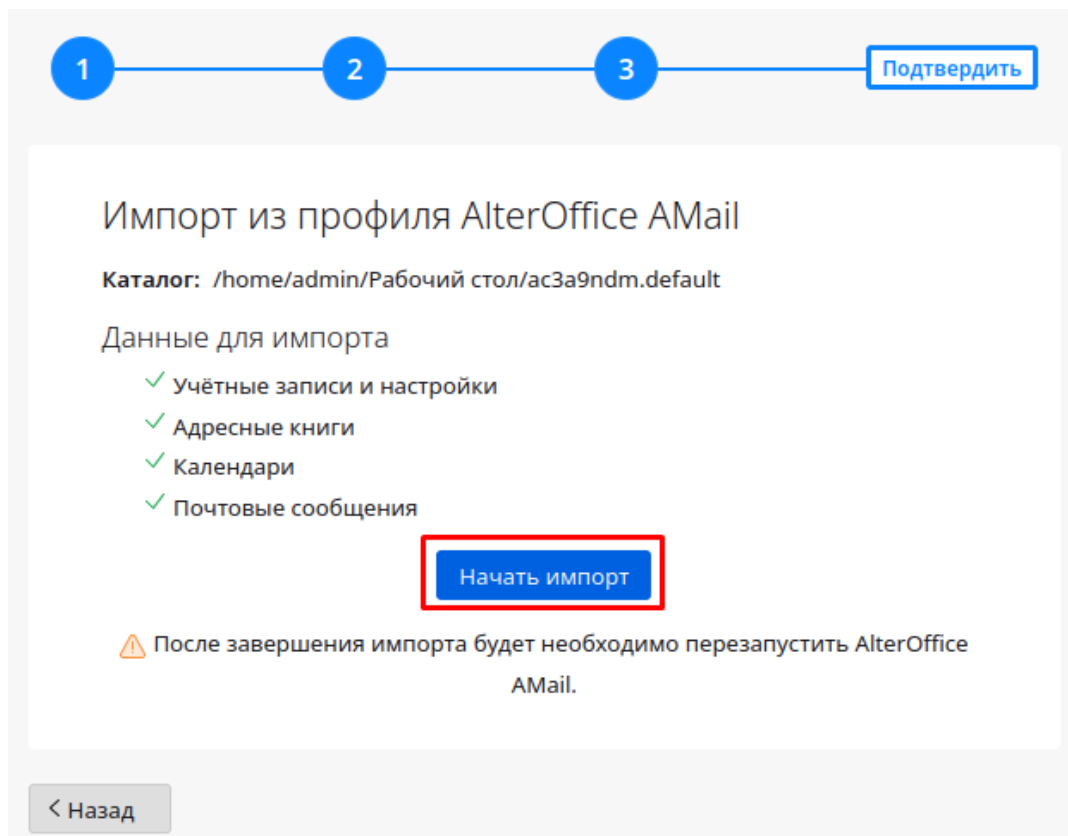 1 2 3 Подтвердить
Импорт из профиля AlterOffice AMail
Каталог: /home/admin/Рабочий стол/ac3a9ndm.default
Данные для импорта
Учётные записи и настройки
Адресные книги
Календари
Почтовые сообщения
Начать импорт
После завершения импорта будет необходимо перезапустить AlterOffice
AMail.
Назад